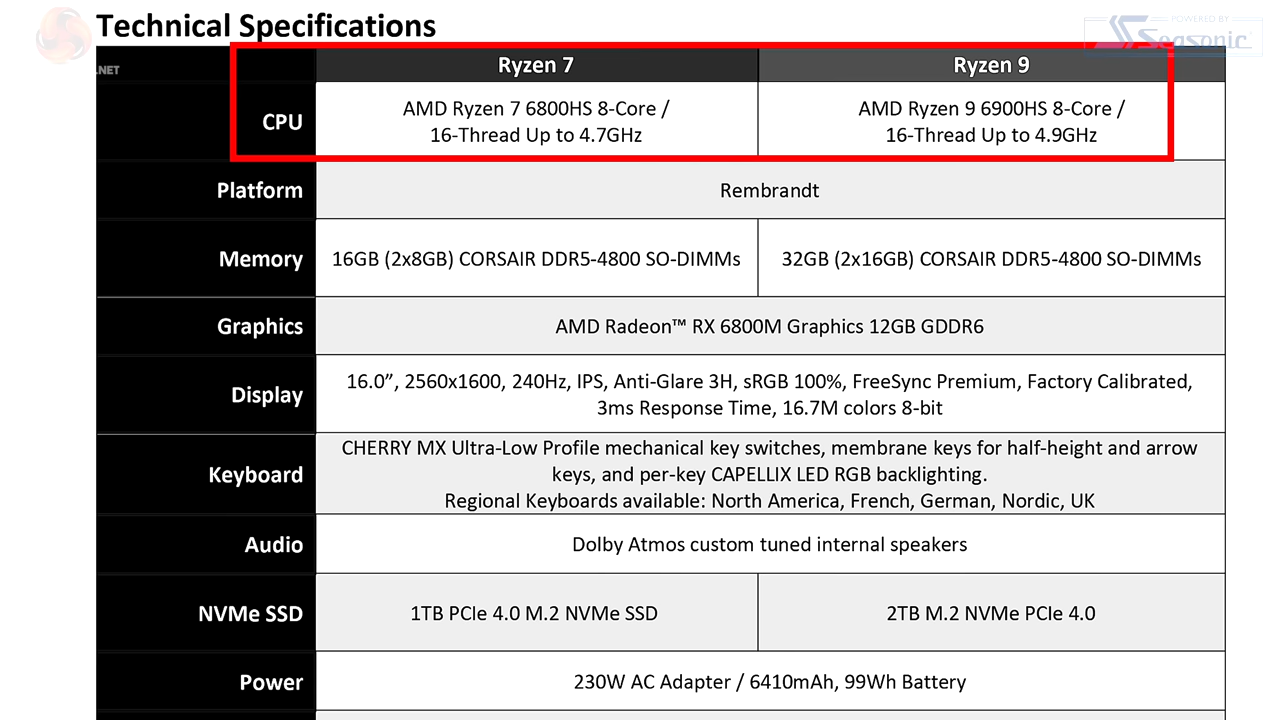 Technical Specifications
POWERED BY
Seasonic
.NET
Ryzen 7
Ryzen 9
CPU
AMD Ryzen 7 6800HS 8-Core /
16-Thread Up to 4.7GHz
AMD Ryzen 9 6900HS 8-Core /
16-Thread Up to 4.9GHz
Platform
Rembrandt
Memory
16GB (2x8GB) CORSAIR DDR5-4800 SO-DIMMs
32GB (2x16GB) CORSAIR DDR5-4800 SO-DIMMs
Graphics
AMD Radeon™ RX 6800M Graphics 12GB GDDR6
Display
16.0”, 2560x1600, 240Hz, IPS, Anti-Glare 3H, sRGB 100%, FreeSync Premium, Factory Calibrated,
3ms Response Time, 16.7M colors 8-bit
Keyboard
CHERRY MX Ultra-Low Profile mechanical key switches, membrane keys for half-height and arrow
keys, and per-key CAPELLIX LED RGB backlighting.
Regional Keyboards available: North America, French, German, Nordic, UK
Audio
Dolby Atmos custom tuned internal speakers
NVMe SSD
1TB PCIe 4.0 M.2 NVMe SSD
2TB M.2 NVMe PCIe 4.0
Power
230W AC Adapter / 6410mAh, 99Wh Battery